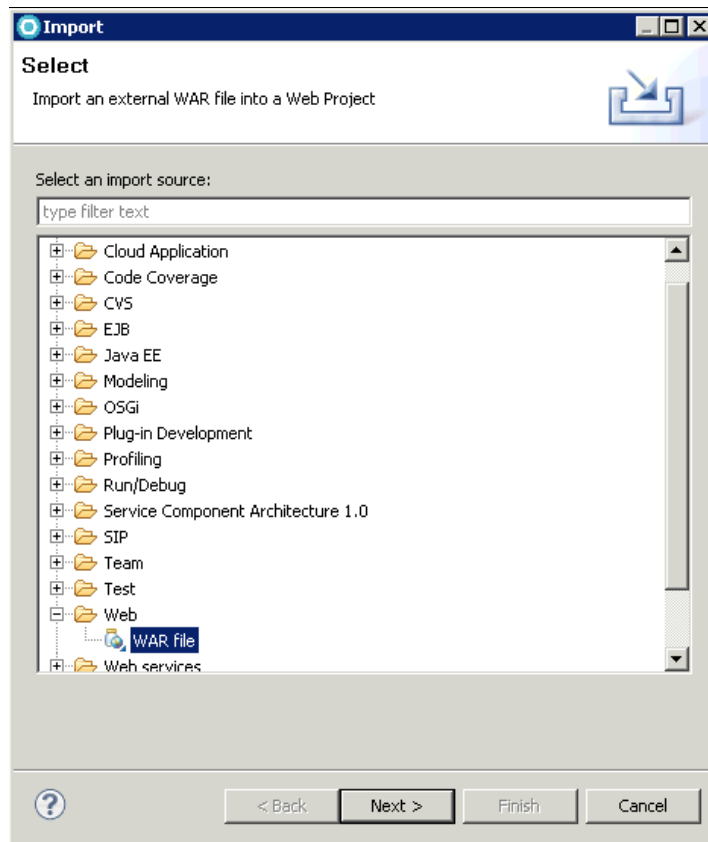 Import
Select
Import an external WAR file into a Web Project
Select an import source:
type filter text
Cloud Application
Code Coverage
CVS
EJB
Java EE
Modeling
OSGi
Plug-in Development
Profiling
Run/Debug
Service Component Architecture 1.0
SIP
Team
Test
Web
WAR file
Web services
< Back Next > Finish Cancel